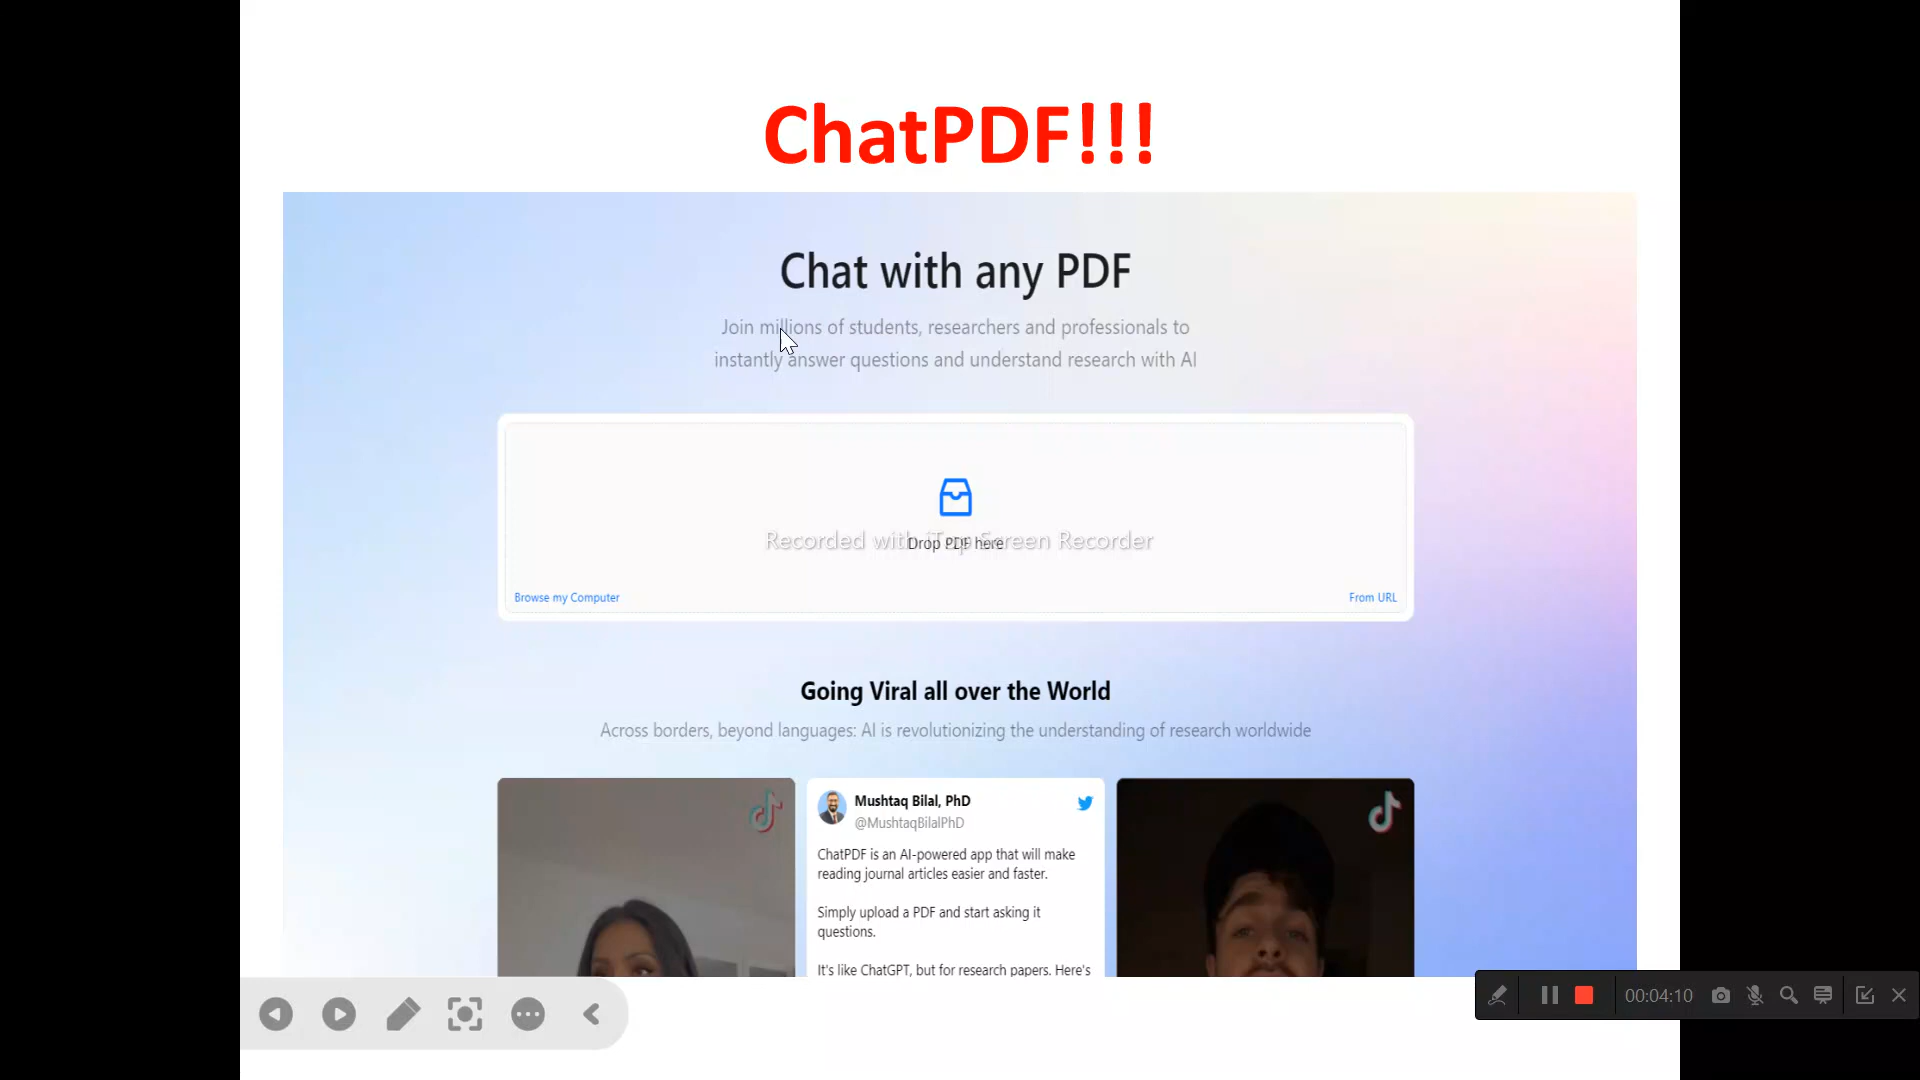 ChatPDF!!!
Chat with any PDF
Join millions of students, researchers and professionals to
instantly answer questions and understand research with AI
Recorded with iTop Screen Recorder
Drop PDF here
Browse my Computer
From URL
Going Viral all over the World
Across borders, beyond languages: AI is revolutionizing the understanding of research worldwide
Mushtaq Bilal, PhD
@MushtaqBilalPhD
ChatPDF is an AI-powered app that will make
reading journal articles easier and faster.
Simply upload a PDF and start asking it
questions.
It's like ChatGPT, but for research papers. Here's
00:04:10